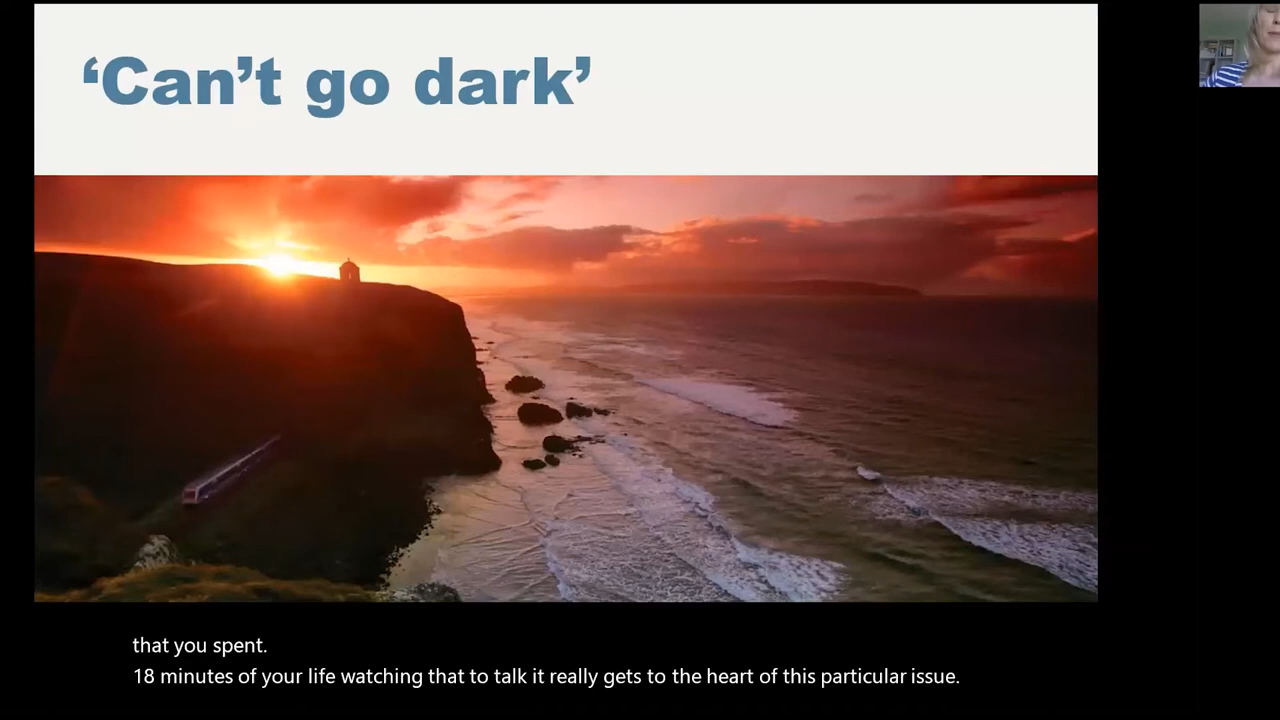 ‘Can’t go dark’
that you spent.
18 minutes of your life watching that to talk it really gets to the heart of this particular issue.